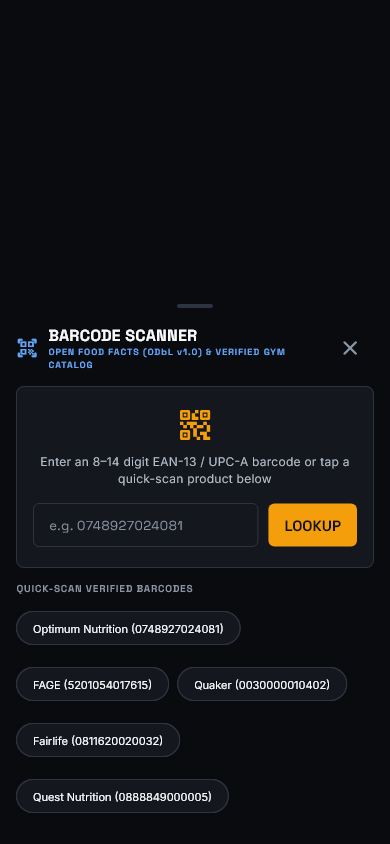 BARCODE SCANNER
OPEN FOOD FACTS (ODbL v1.0) & VERIFIED GYM
CATALOG
Enter an 8–14 digit EAN-13 / UPC-A barcode or tap a
quick-scan product below
e.g. 0748927024081
LOOKUP
QUICK-SCAN VERIFIED BARCODES
Optimum Nutrition (0748927024081)
FAGE (5201054017615)
Quaker (0030000010402)
Fairlife (0811620020032)
Quest Nutrition (0888849000005)